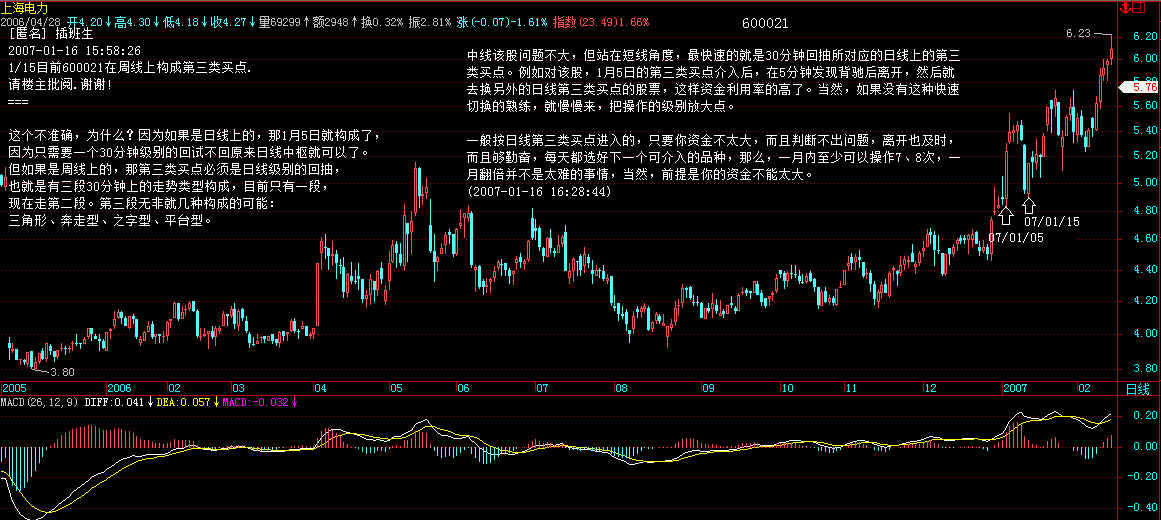 上海电力
2006/04/28 开4.20↓高4.30↓低4.18↓收4.27↓量69299↑额2948↑换0.32% 振2.81% 涨(-0.07)-1.61% 指数(23.49)1.66%
600021
[匿名] 插班生
2007-01-16 15:58:26
1/15目前600021在周线上构成第三类买点.
请楼主批阅.谢谢!
===
这个不准确，为什么？因为如果是日线上的，那1月5日就构成了，
因为只需要一个30分钟级别的回试不回原来日线中枢就可以了。
但如果是周线上的，那第三类买点必须是日线级别的回抽，
也就是有三段30分钟上的走势类型构成，目前只有一段，
现在走第二段。第三段无非就几种构成的可能：
三角形、奔走型、之字型、平台型。
中线该股问题不大，但站在短线角度，最快速的就是30分钟回抽所对应的日线上的第三
类买点。例如对该股，1月5日的第三类买点介入后，在5分钟发现背驰后离开，然后就
去换另外的日线第三类买点的股票，这样资金利用率的高了。当然，如果没有这种快速
切换的熟练，就慢慢来，把操作的级别放大点。
一般按日线第三类买点进入的，只要你资金不太大，而且判断不出问题，离开也及时，
而且够勤奋，每天都选好下一个可介入的品种，那么，一月内至少可以操作7、8次，一
月翻倍并不是太难的事情，当然，前提是你的资金不能太大。
(2007-01-16 16:28:44)
6.23
6.20
6.00
5.80
5.76
5.60
5.40
5.20
5.00
4.80
4.60
4.40
4.20
4.00
3.80
07/01/15
07/01/05
3.80
2005 2006 02 03 04 05 06 07 08 09 10 11 12 2007 02 日线
MACD(26,12,9) DIFF:0.041↓DEA:0.057↓MACD:-0.032↓
0.20
0.00
-0.20
-0.40